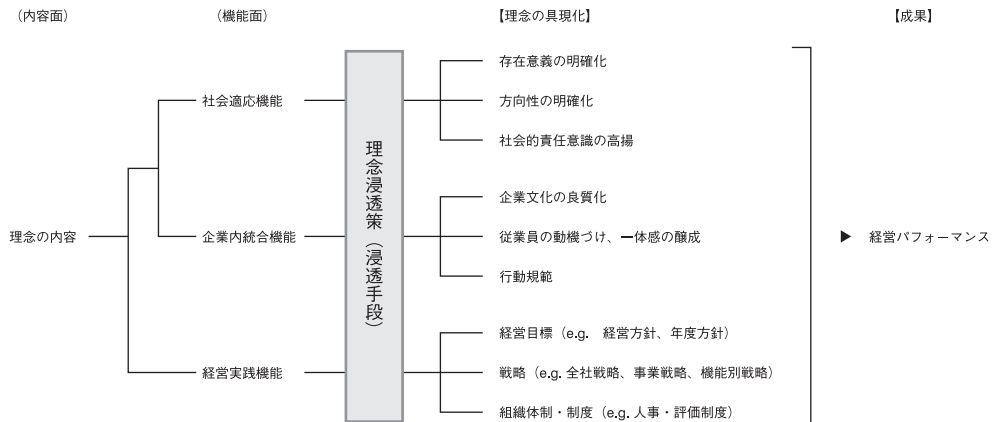 （内容面）
（機能面）
【理念の具現化】
【成果】
理念の内容
社会適応機能
企業内統合機能
経営実践機能
理念浸透策（浸透手段）
存在意義の明確化
方向性の明確化
社会的責任意識の高揚
企業文化の良質化
従業員の動機づけ、一体感の醸成
行動規範
経営目標（e.g.　経営方針、年度方針）
戦略（e.g. 全社戦略、事業戦略、機能別戦略）
組織体制・制度（e.g. 人事・評価制度）
▶ 経営パフォーマンス